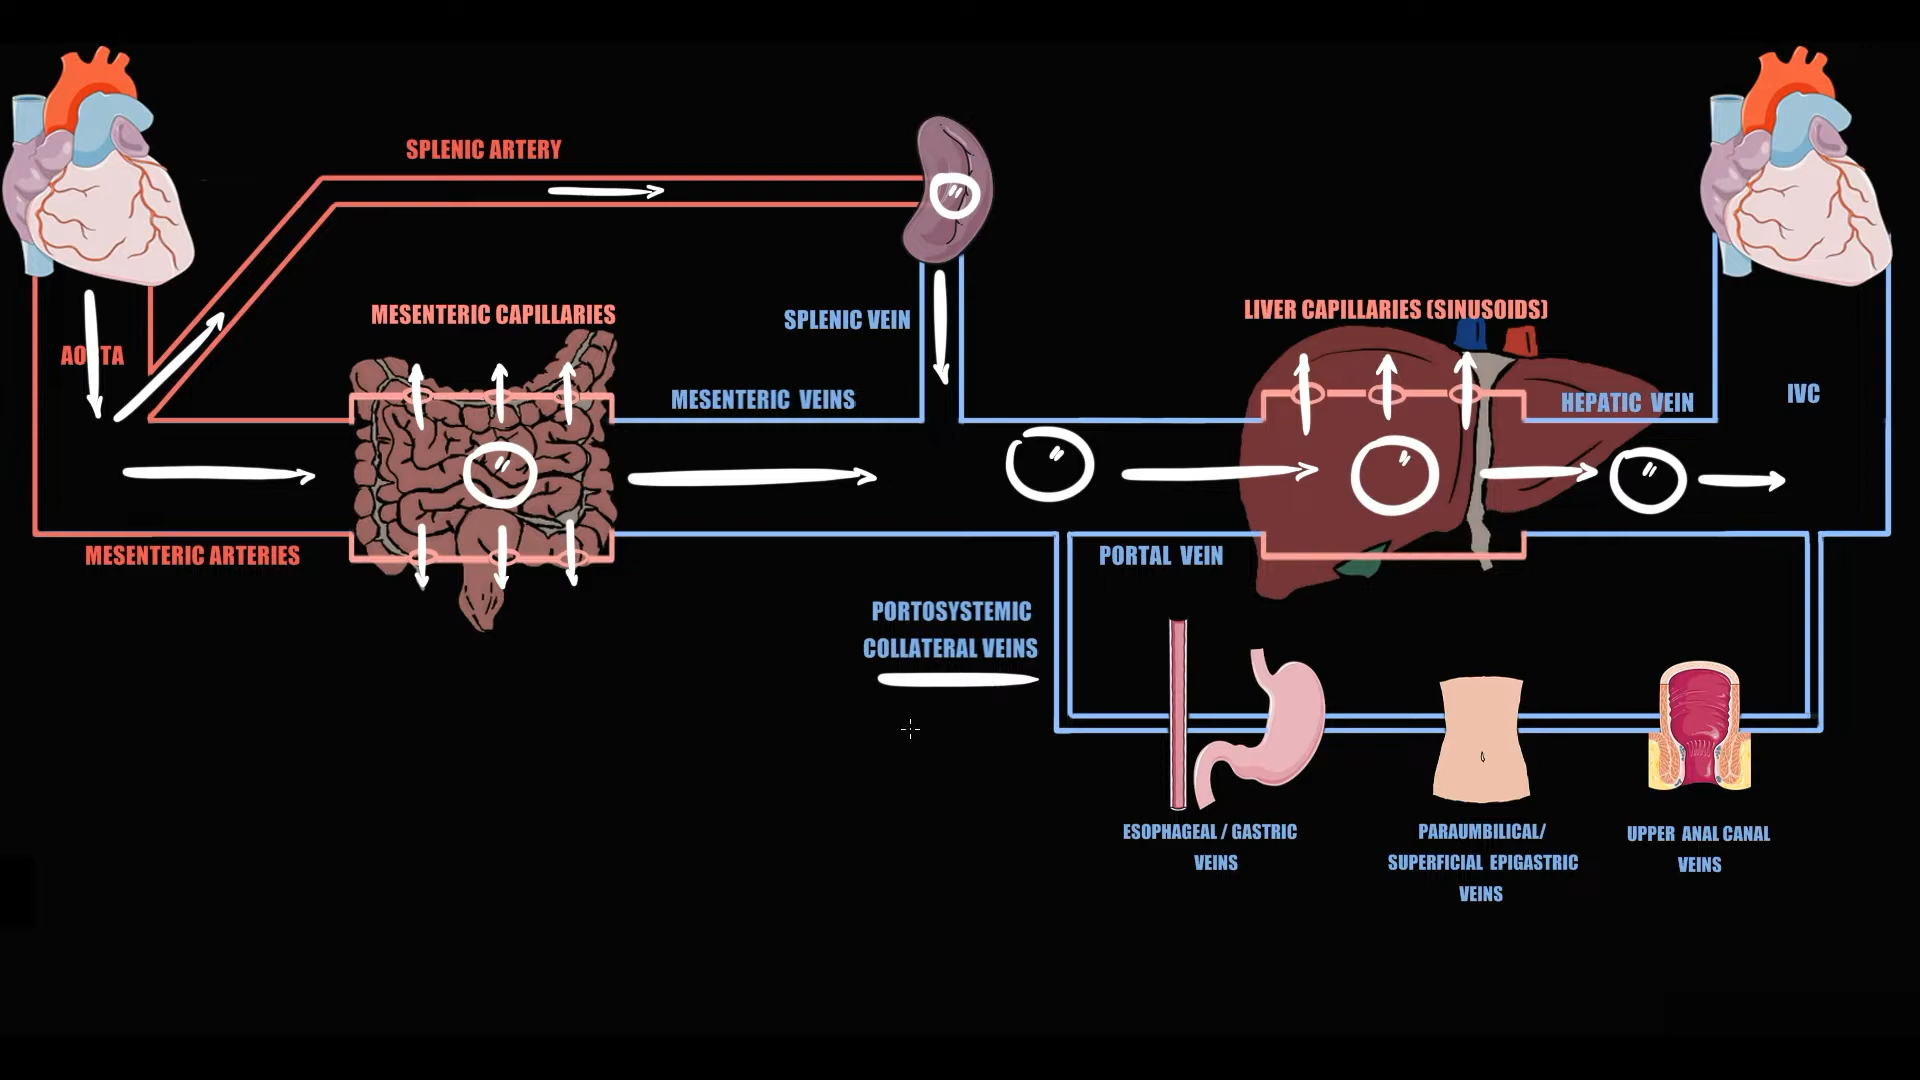 SPLENIC ARTERY
MESENTERIC CAPILLARIES
SPLENIC VEIN
LIVER CAPILLARIES (SINUSOIDS)
AORTA
MESENTERIC VEINS
HEPATIC VEIN
IVC
MESENTERIC ARTERIES
PORTAL VEIN
PORTOSYSTEMIC
COLLATERAL VEINS
ESOPHAGEAL / GASTRIC
VEINS
PARAUMBILICAL/
SUPERFICIAL EPIGASTRIC
VEINS
UPPER ANAL CANAL
VEINS